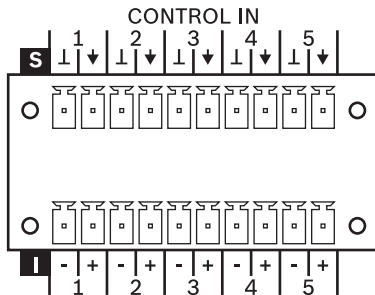 CONTROL IN
1 2 3 4 5
S ⊥ ↓ ⊥ ↓ ⊥ ↓ ⊥ ↓ ⊥ ↓
I - + - + - + - + - +
1 2 3 4 5